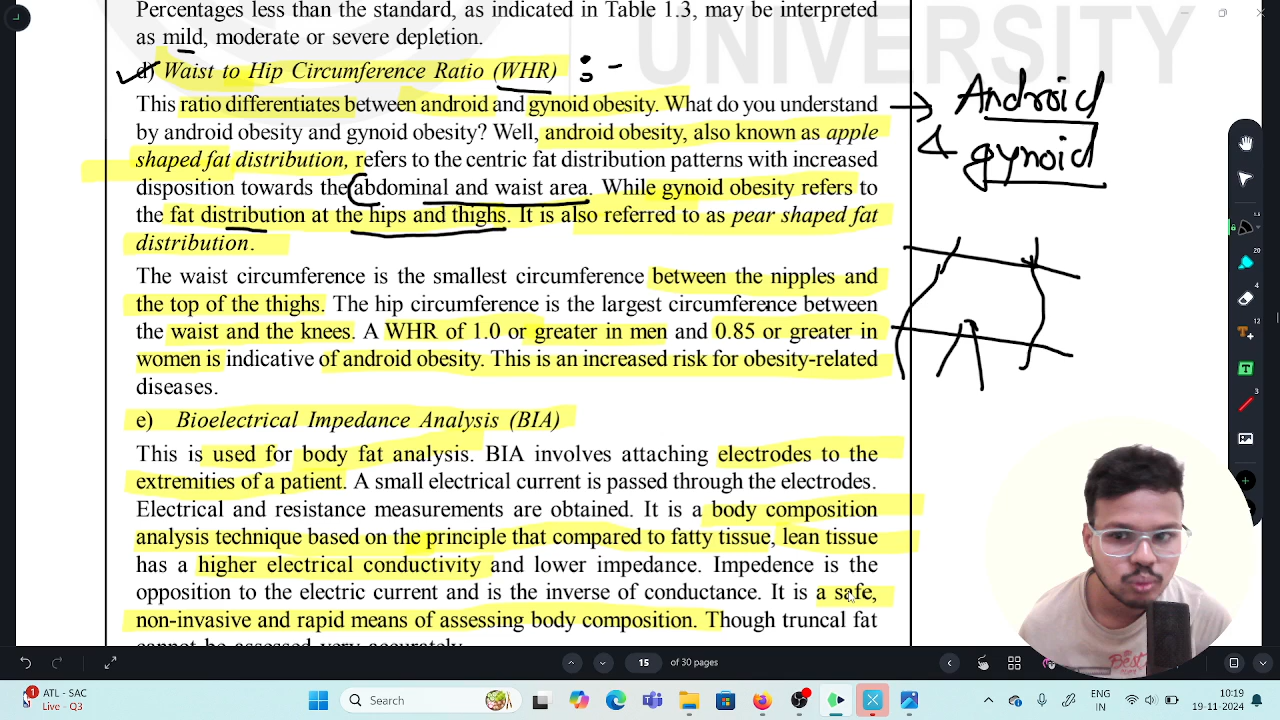 Percentages less than the standard, as indicated in Table 1.3, may be interpreted
as mild, moderate or severe depletion.
UNIVERSITY
d) Waist to Hip Circumference Ratio (WHR) : -
This ratio differentiates between android and gynoid obesity. What do you understand
by android obesity and gynoid obesity? Well, android obesity, also known as apple
shaped fat distribution, refers to the centric fat distribution patterns with increased
disposition towards the abdominal and waist area. While gynoid obesity refers to
the fat distribution at the hips and thighs. It is also referred to as pear shaped fat
distribution.
Android
& gynoid
The waist circumference is the smallest circumference between the nipples and
the top of the thighs. The hip circumference is the largest circumference between
the waist and the knees. A WHR of 1.0 or greater in men and 0.85 or greater in
women is indicative of android obesity. This is an increased risk for obesity-related
diseases.
e) Bioelectrical Impedance Analysis (BIA)
This is used for body fat analysis. BIA involves attaching electrodes to the
extremities of a patient. A small electrical current is passed through the electrodes.
Electrical and resistance measurements are obtained. It is a body composition
analysis technique based on the principle that compared to fatty tissue, lean tissue
has a higher electrical conductivity and lower impedance. Impedence is the
opposition to the electric current and is the inverse of conductance. It is a safe,
non-invasive and rapid means of assessing body composition. Though truncal fat
cannot be assessed very accurately.
20
12
12
3
BEST
15 of 30 pages
1
ATL - SAC
Live - Q3
Search
ENG
IN
10:19
19-11-2024